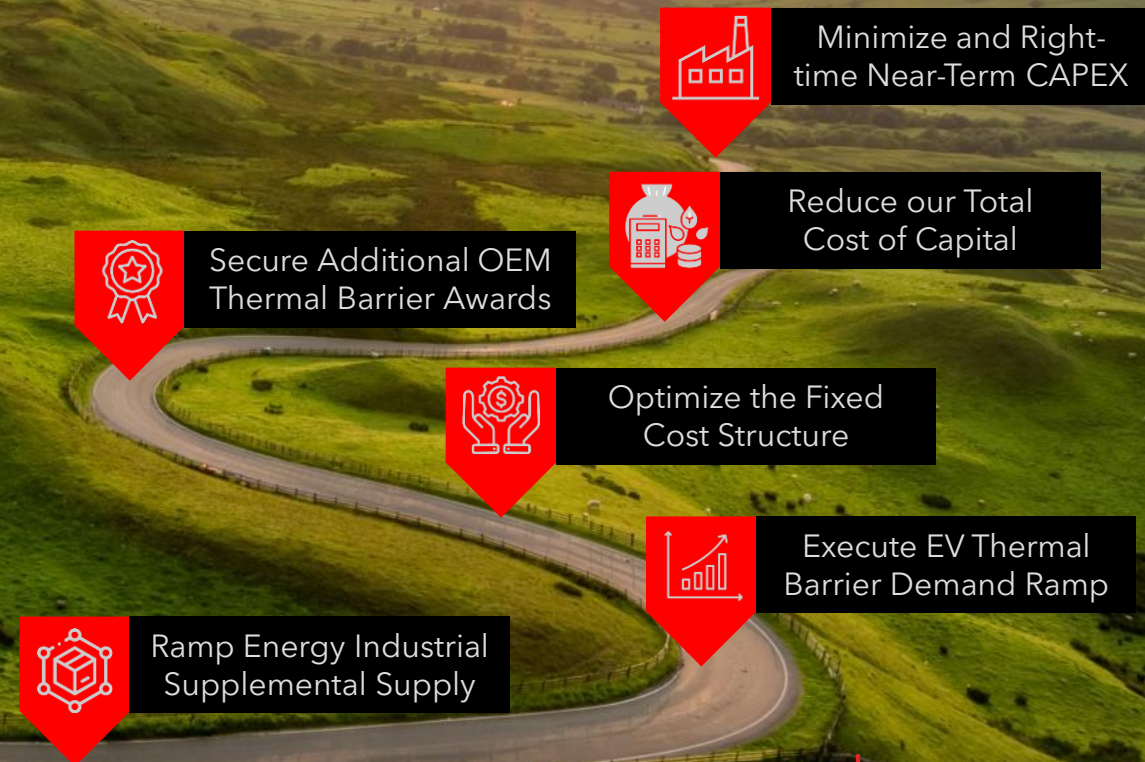 Minimize and Right-
time Near-Term CAPEX
Reduce our Total
Cost of Capital
Secure Additional OEM
Thermal Barrier Awards
Optimize the Fixed
Cost Structure
Execute EV Thermal
Barrier Demand Ramp
Ramp Energy Industrial
Supplemental Supply